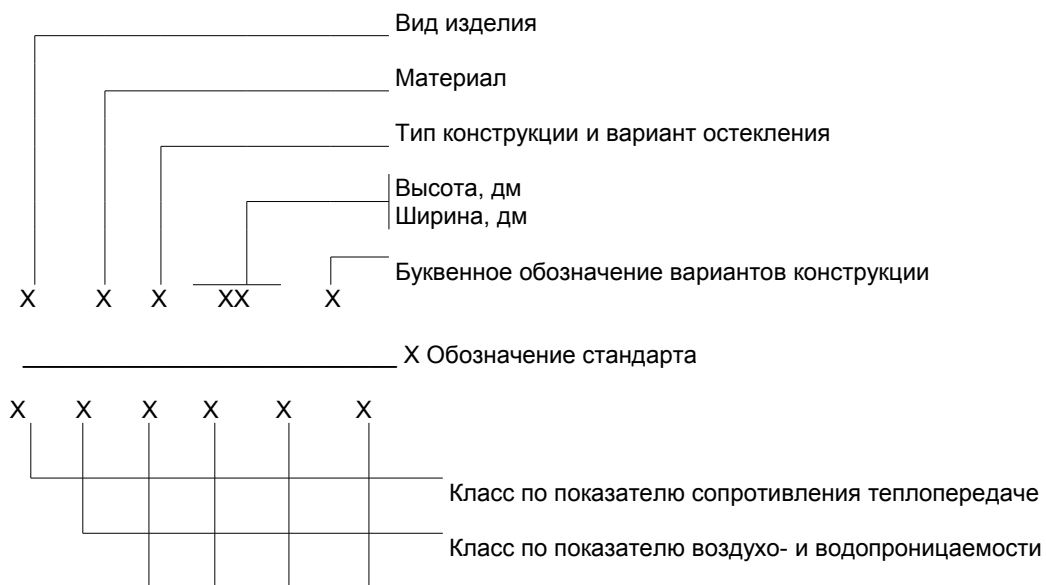 Вид изделия
Материал
Тип конструкции и вариант остекления
Высота, дм
Ширина, дм
Буквенное обозначение вариантов конструкции
Х Х Х ХХ Х
Х Обозначение стандарта
Х Х Х Х Х Х
Класс по показателю сопротивления теплопередаче
Класс по показателю воздухо- и водопроницаемости